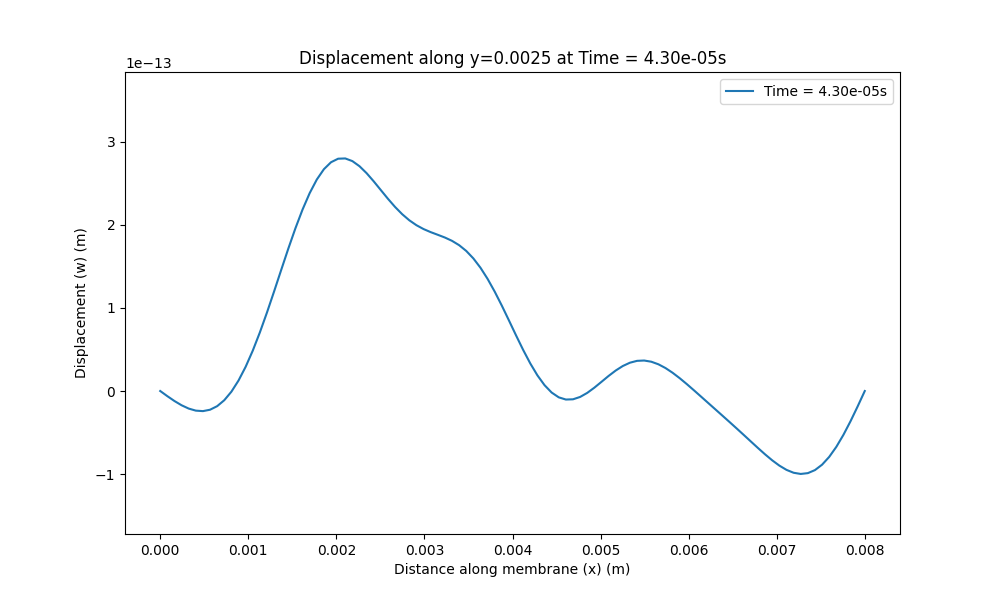 Displacement along y=0.0025 at Time = 4.30e-05s
1e−13
Time = 4.30e-05s
3
2
1
0
−1
Displacement (w) (m)
0.000 0.001 0.002 0.003 0.004 0.005 0.006 0.007 0.008
Distance along membrane (x) (m)